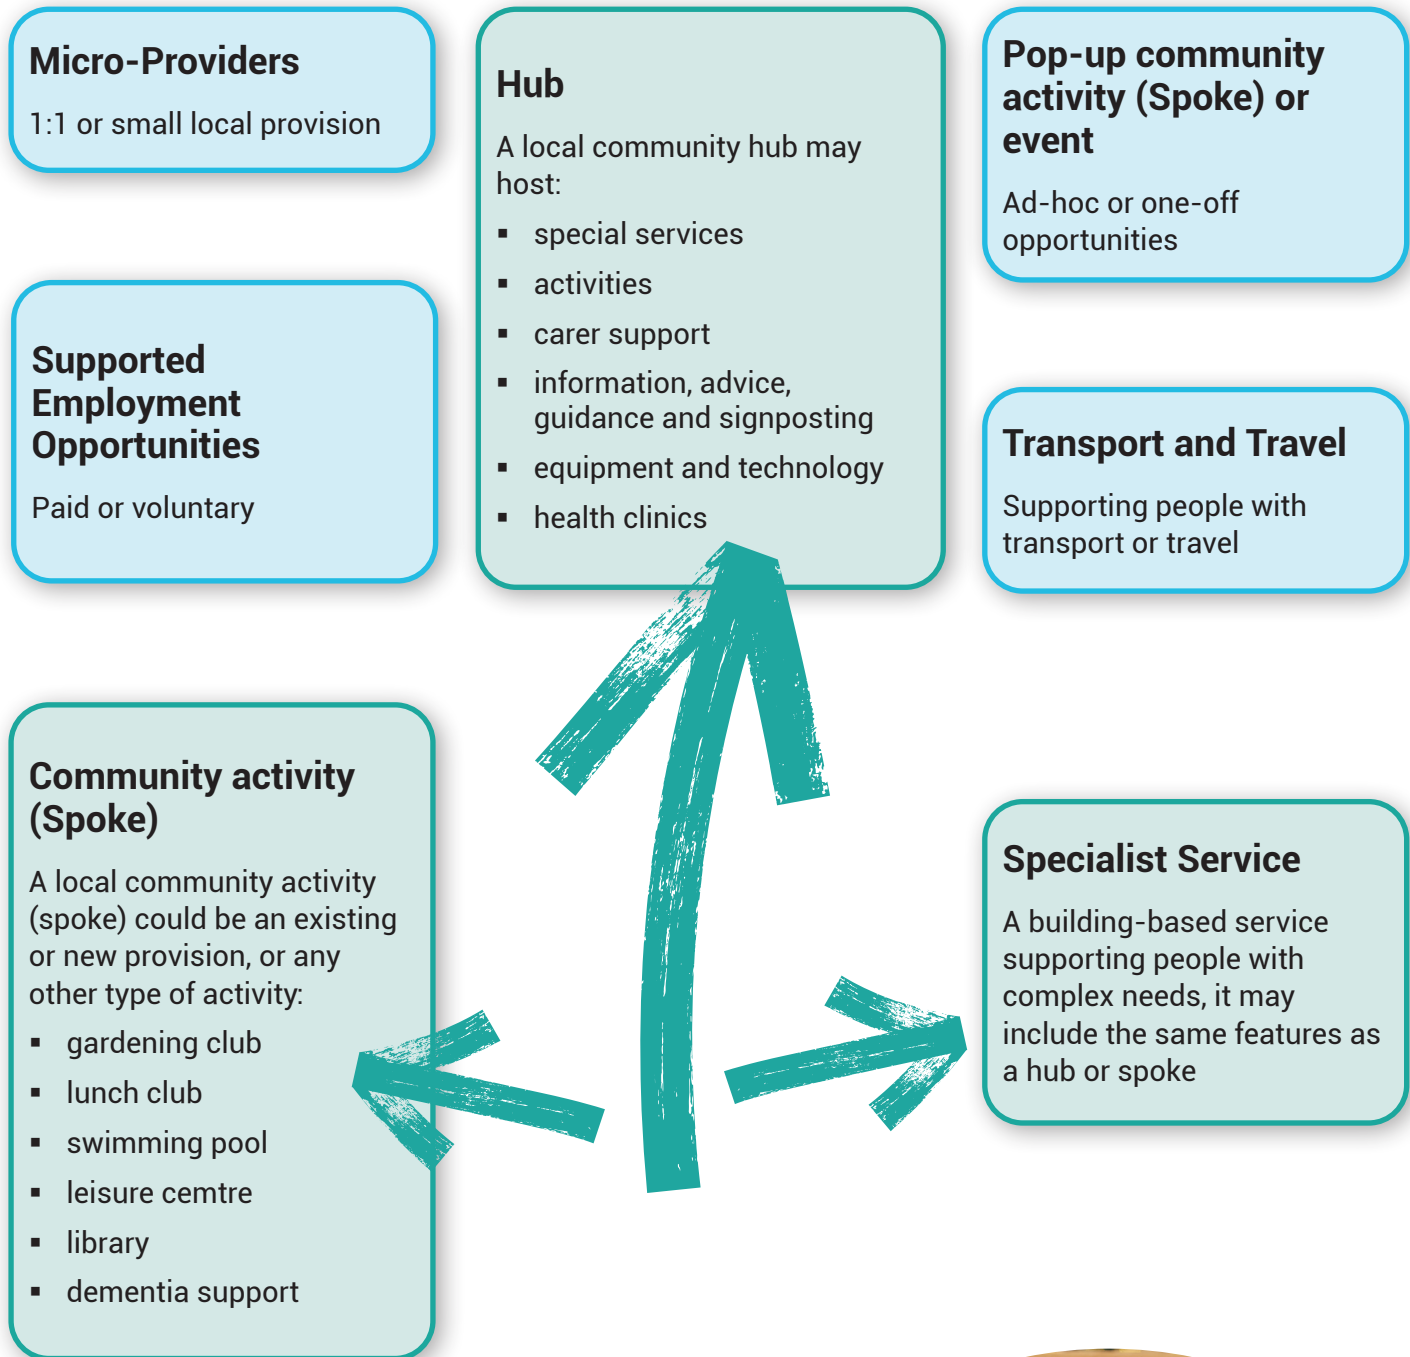 Micro-Providers
1:1 or small local provision
Supported
Employment
Opportunities
Paid or voluntary
Hub
A local community hub may
host:
▪ special services
▪ activities
▪ carer support
▪ information, advice,
guidance and signposting
▪ equipment and technology
▪ health clinics
Pop-up community
activity (Spoke) or
event
Ad-hoc or one-off
opportunities
Transport and Travel
Supporting people with
transport or travel
Community activity
(Spoke)
A local community activity
(spoke) could be an existing
or new provision, or any
other type of activity:
▪ gardening club
▪ lunch club
▪ swimming pool
▪ leisure cemtre
▪ library
▪ dementia support
Specialist Service
A building-based service
supporting people with
complex needs, it may
include the same features as
a hub or spoke